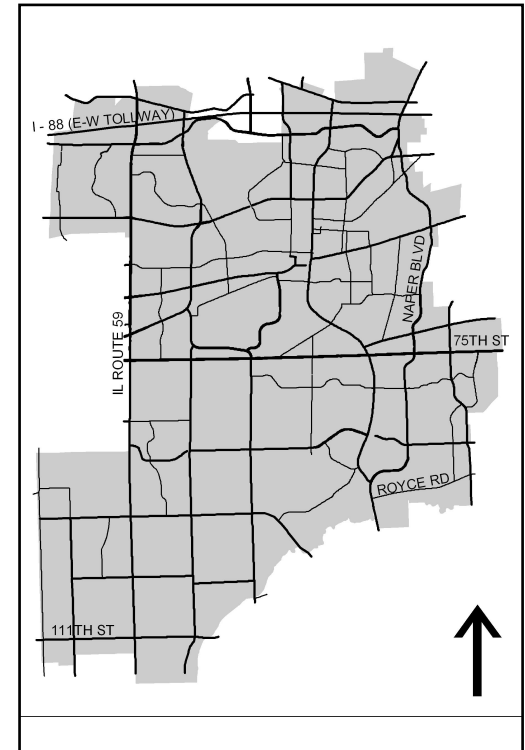 I - 88 (E-W TOLLWAY)
NAPER BLVD
IL ROUTE 59
75TH ST
ROYCE RD
111TH ST